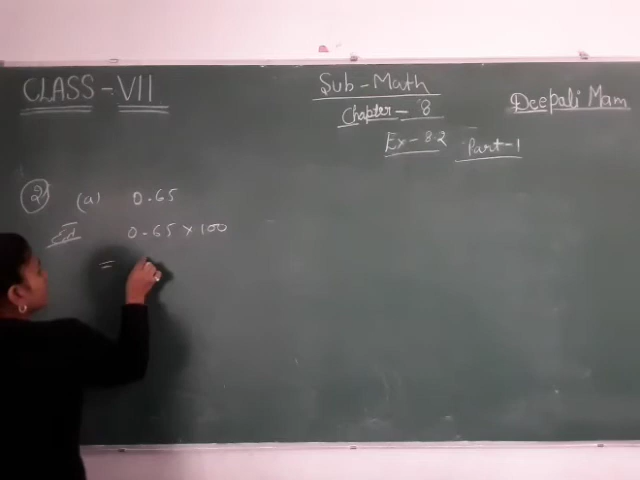 CLASS - VII
Sub - Math
Chapter - 8
Deepali Mam
Ex - 8.2 Part - 1
2 (a) 0.65
0.65 × 100
=